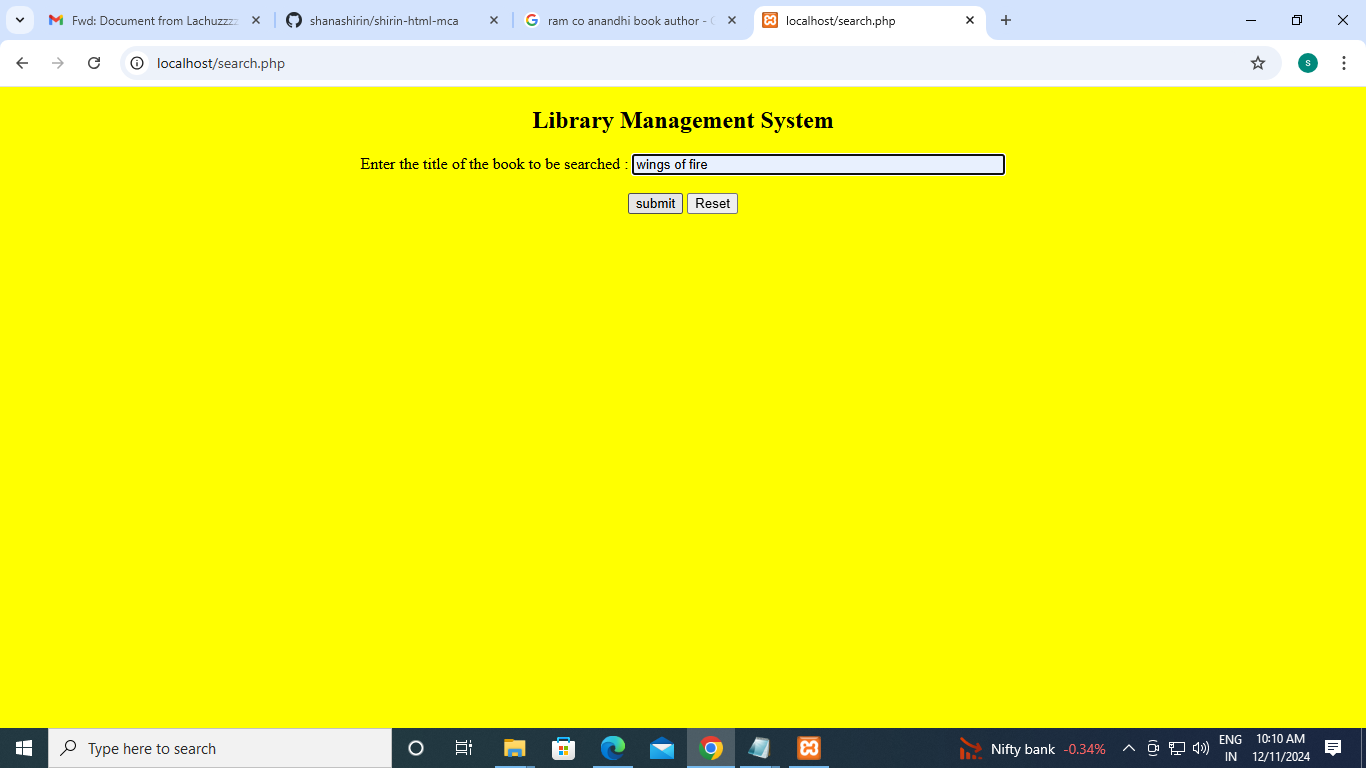 Fwd: Document from Lachuzzzz
shanashirin/shirin-html-mca
ram co anandhi book author -
localhost/search.php
localhost/search.php
s
Library Management System
Enter the title of the book to be searched : wings of fire
submit Reset
Type here to search
Nifty bank -0.34%
ENG
IN
10:10 AM
12/11/2024